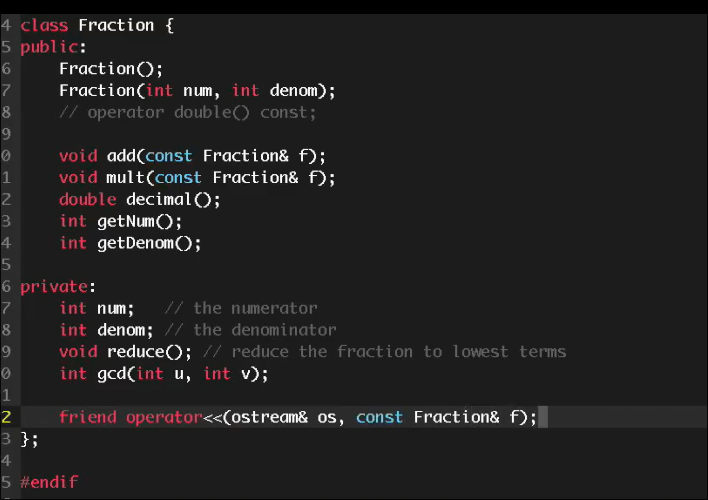 4 class Fraction {
5 public:
6     Fraction();
7     Fraction(int num, int denom);
8     // operator double() const;
9
0     void add(const Fraction& f);
1     void mult(const Fraction& f);
2     double decimal();
3     int getNum();
4     int getDenom();
5
6 private:
7     int num;   // the numerator
8     int denom; // the denominator
9     void reduce(); // reduce the fraction to lowest terms
0     int gcd(int u, int v);
1
2     friend operator<<(ostream& os, const Fraction& f);
3 };
4
5 #endif